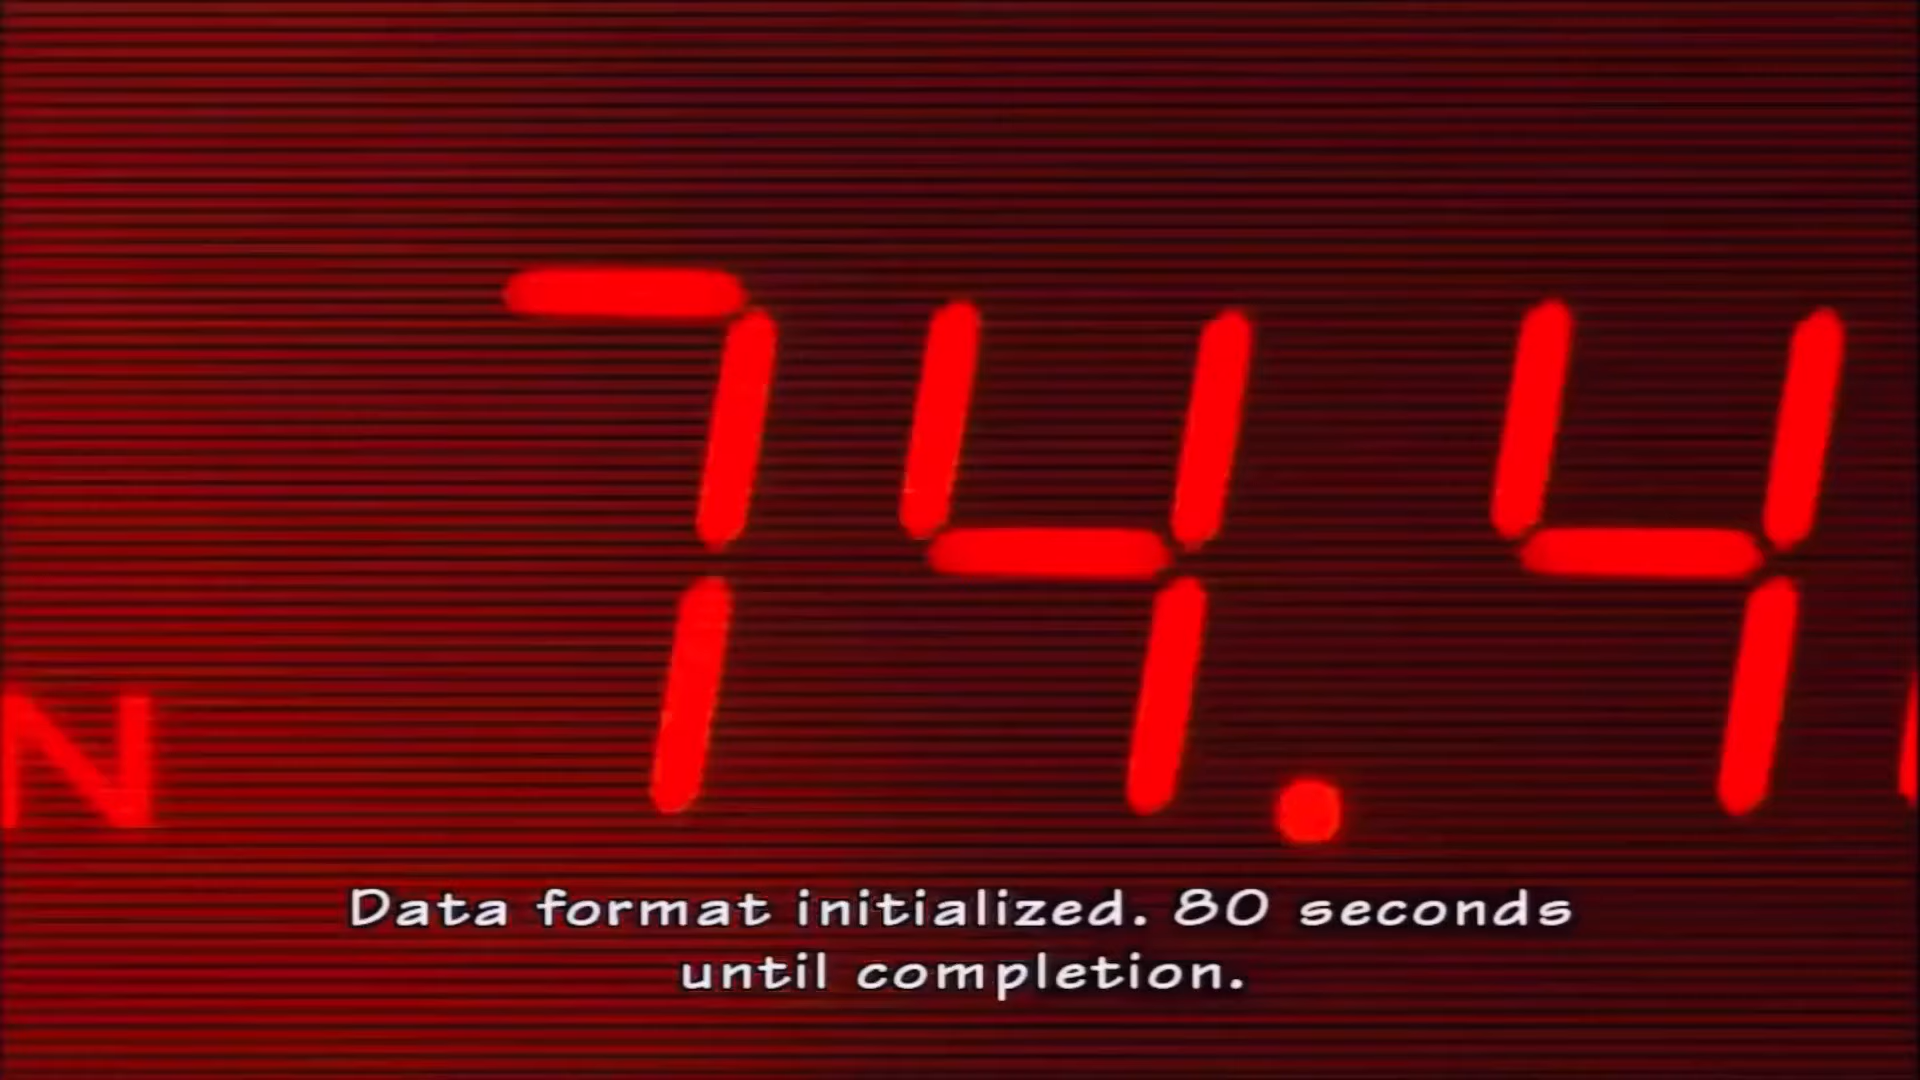 74.4
N
Data format initialized. 80 seconds
until completion.